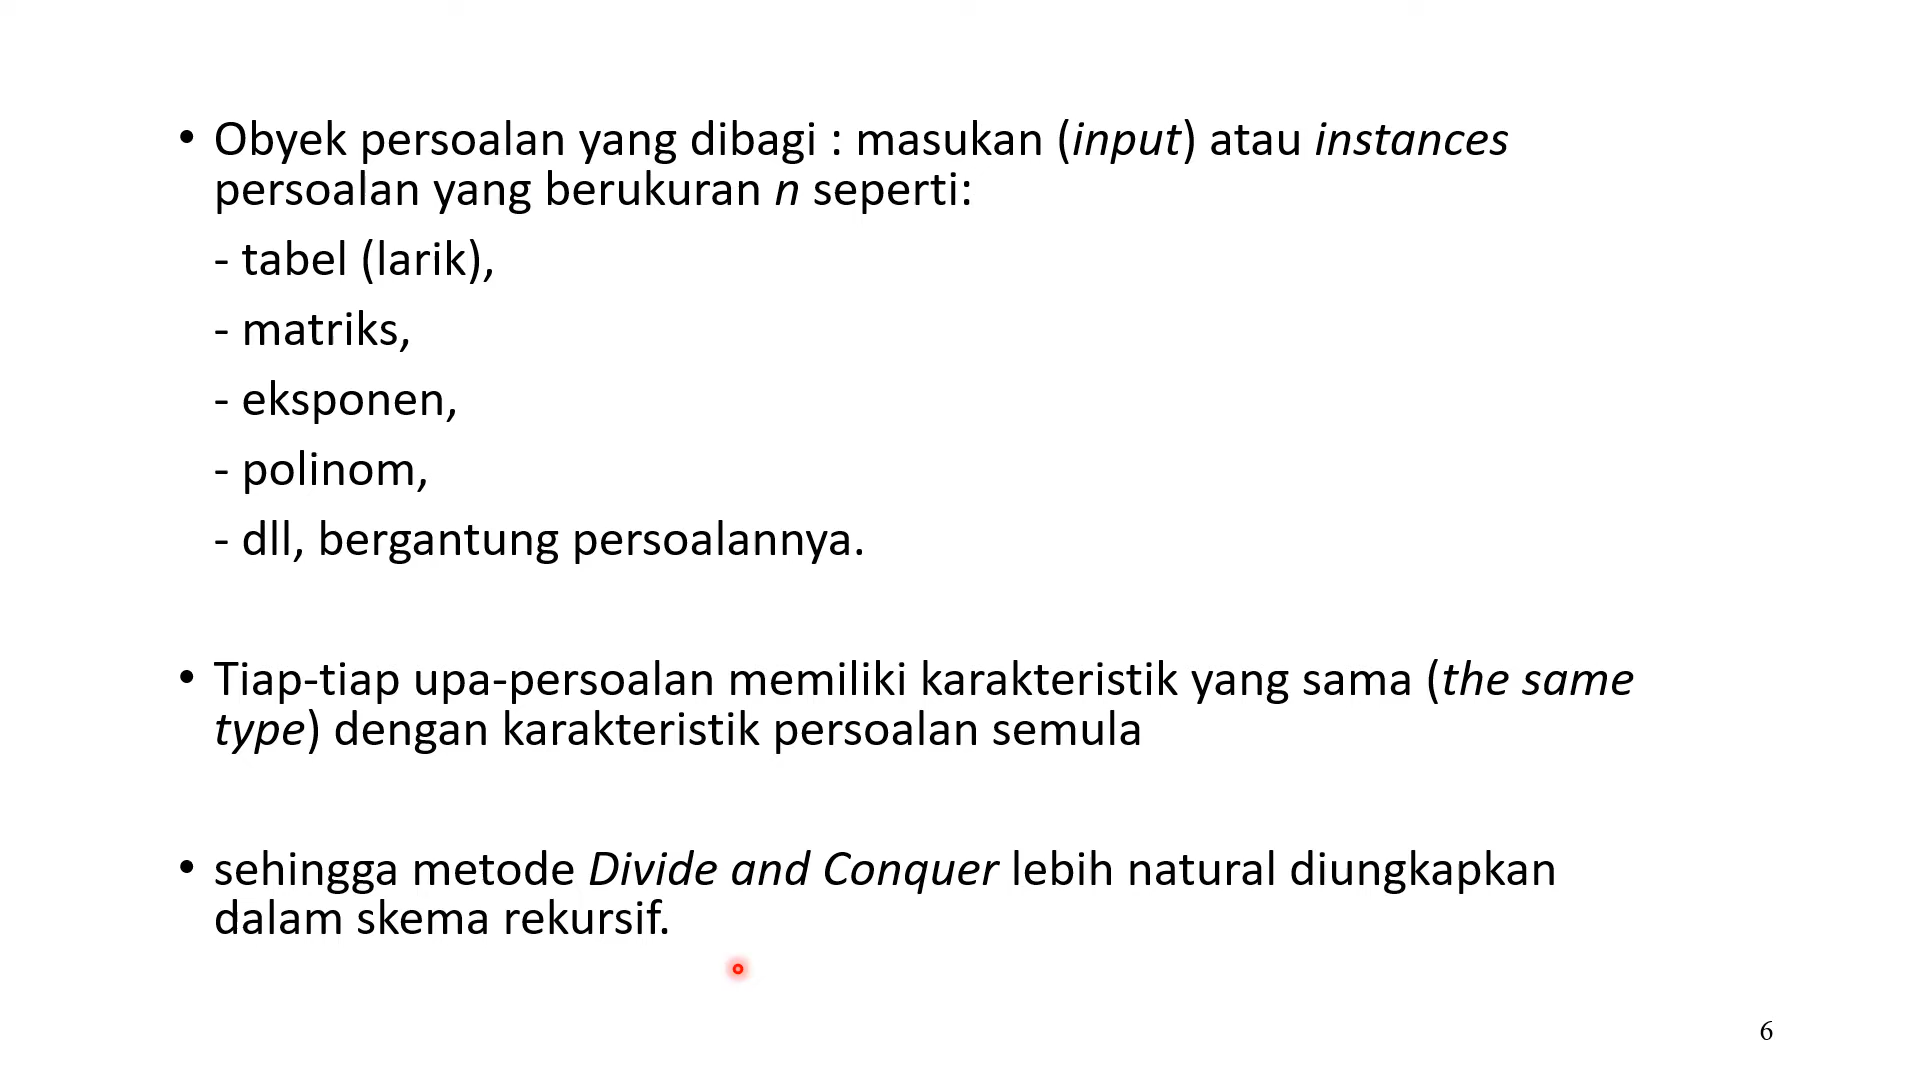 • Obyek persoalan yang dibagi : masukan (input) atau instances
persoalan yang berukuran n seperti:
- tabel (larik),
- matriks,
- eksponen,
- polinom,
- dll, bergantung persoalannya.
• Tiap-tiap upa-persoalan memiliki karakteristik yang sama (the same
type) dengan karakteristik persoalan semula
• sehingga metode Divide and Conquer lebih natural diungkapkan
dalam skema rekursif.
6